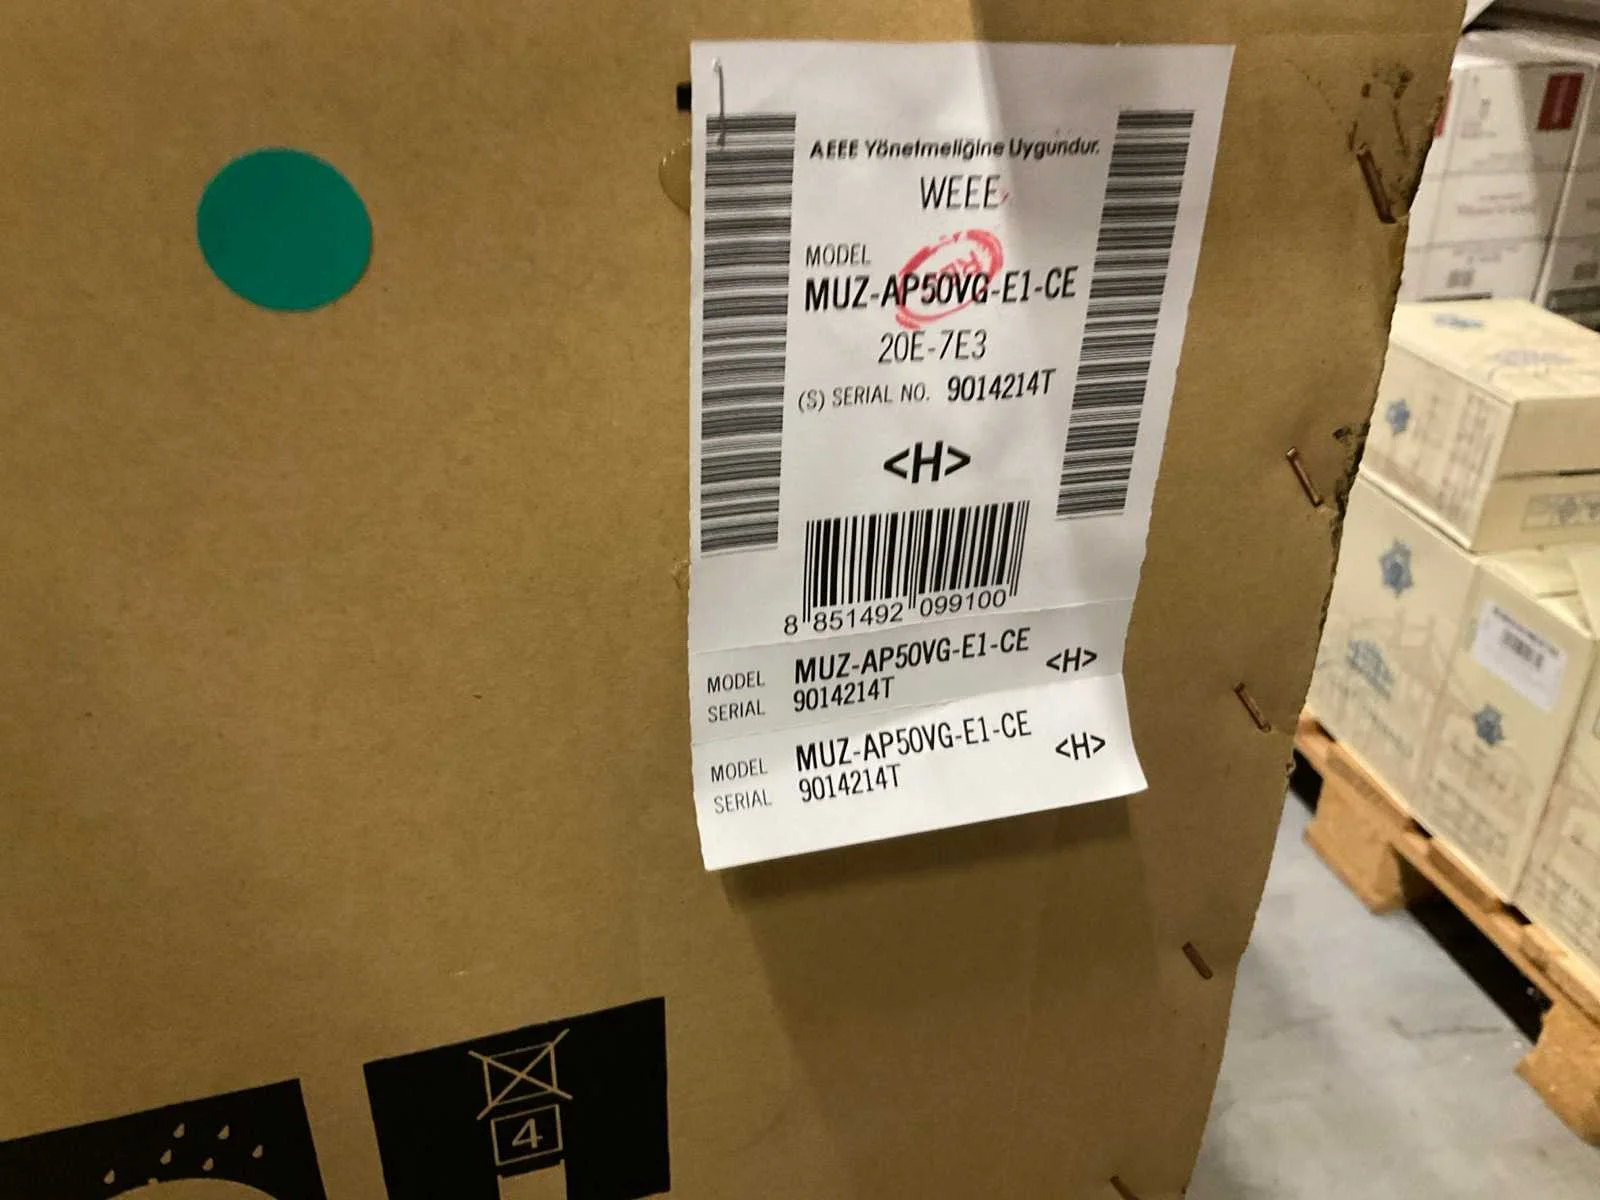 AEEE Yönetmeliğine Uygundur.
WEEE
MODEL
MUZ-AP50VG-E1-CE
20E-7E3
(S) SERIAL NO. 9014214T
<H>
8 851492 099100
MODEL MUZ-AP50VG-E1-CE <H>
SERIAL 9014214T
MODEL MUZ-AP50VG-E1-CE <H>
SERIAL 9014214T
4